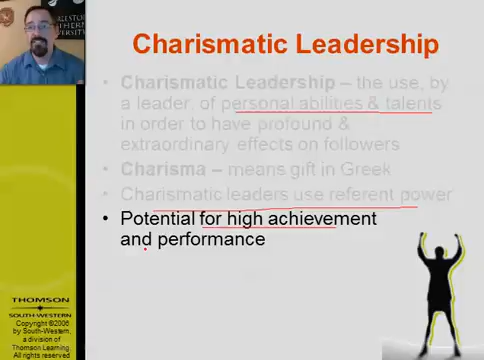 Charismatic Leadership
• Charismatic Leadership – the use, by
a leader, of personal abilities & talents
in order to have profound &
extraordinary effects on followers
• Charisma – means gift in Greek
• Charismatic leaders use referent power
• Potential for high achievement
and performance
THOMSON
SOUTH-WESTERN
Copyright ©2006
by South-Western,
a division of
Thomson Learning.
All rights reserved